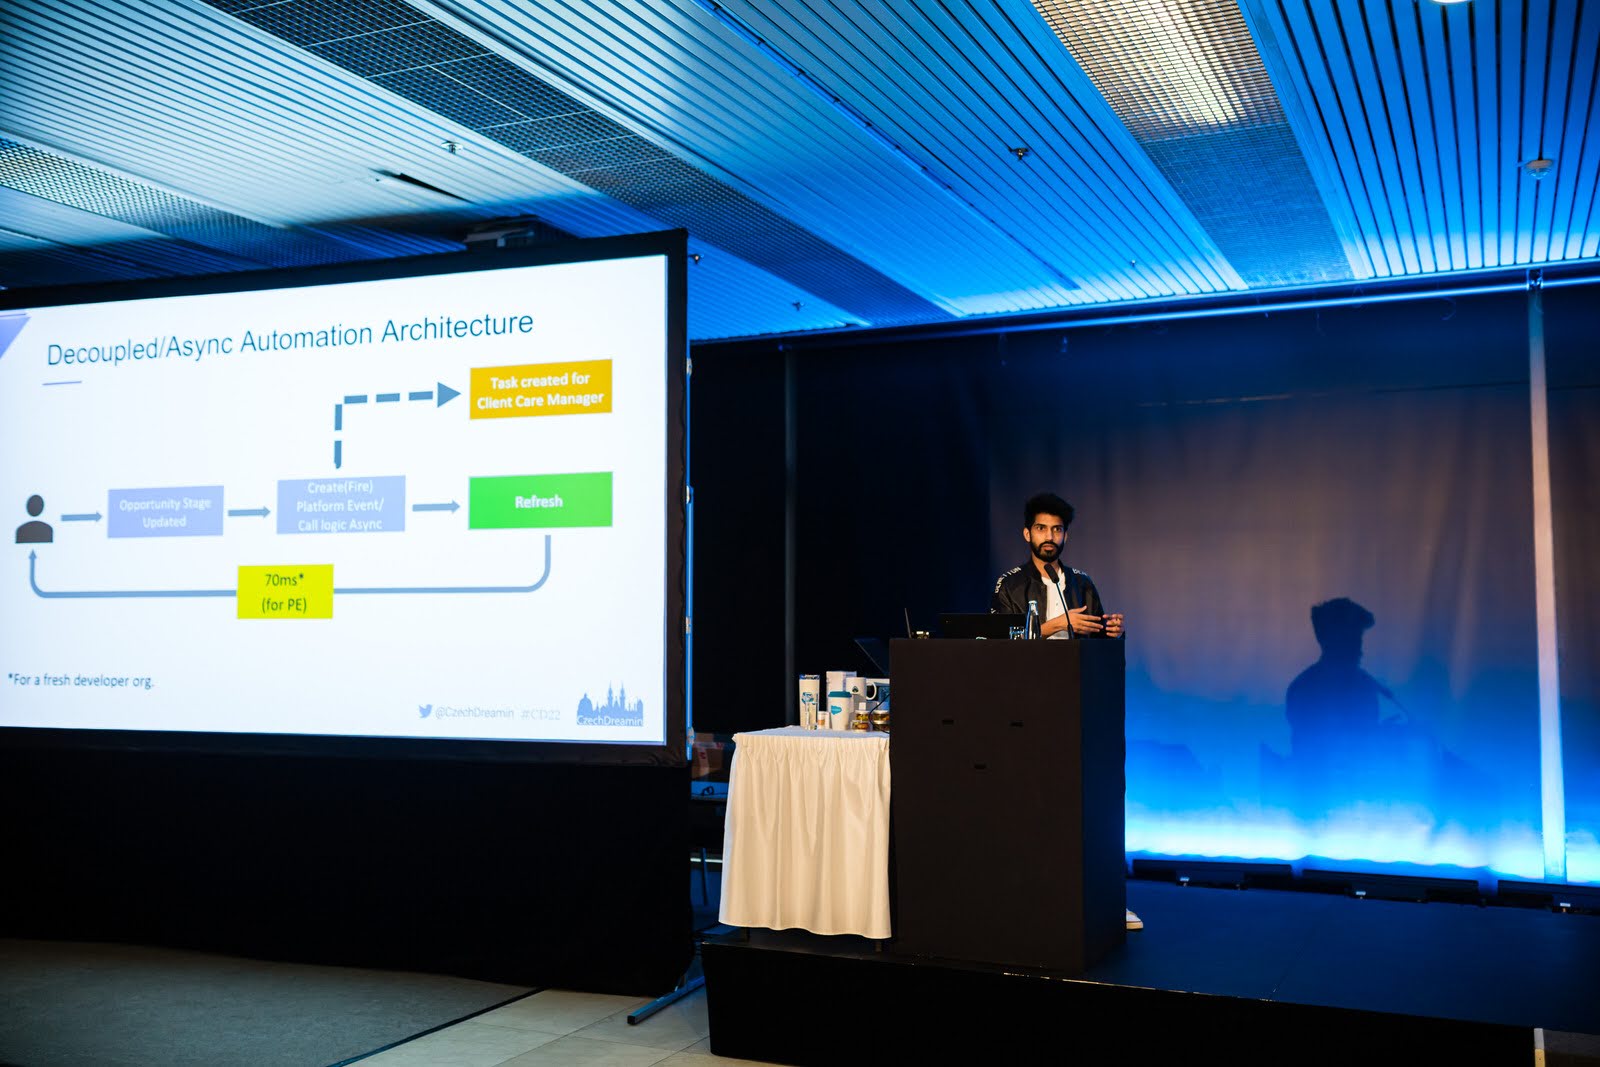 Decoupled/Async Automation Architecture
Task created for
Client Care Manager
Opportunity Stage
Updated
Create(Fire)
Platform Event/
Call logic Async
Refresh
70ms*
(for PE)
*For a fresh developer org.
@CzechDreamin #CD22
CzechDreamin